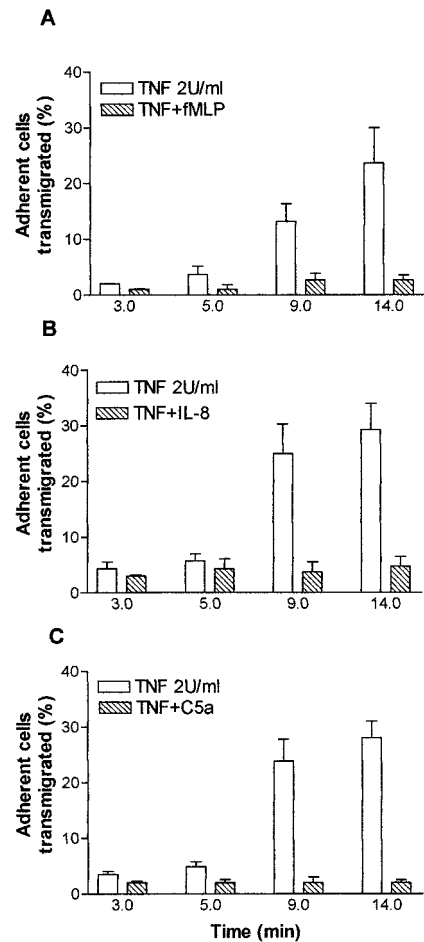 A
Adherent cells
transmigrated (%)
40
30
20
10
0
TNF 2U/ml
TNF+fMLP
3.0 5.0 9.0 14.0
B
Adherent cells
transmigrated (%)
40
30
20
10
0
TNF 2U/ml
TNF+IL-8
3.0 5.0 9.0 14.0
C
Adherent cells
transmigrated (%)
40
30
20
10
0
TNF 2U/ml
TNF+C5a
3.0 5.0 9.0 14.0
Time (min)